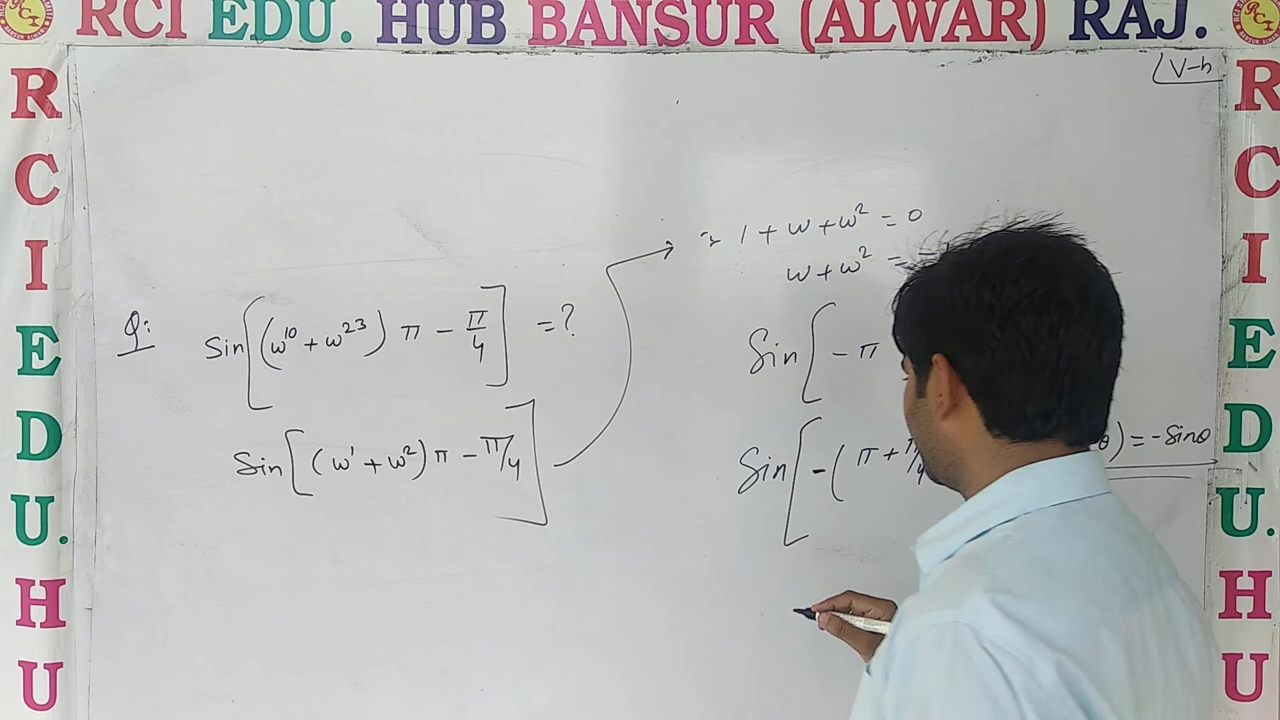 RCI EDU. HUB BANSUR (ALWAR) RAJ.
R
C
I
E
D
U.
H
U
R
C
I
E
D
U.
H
U
V-h
Q: Sin[(ω¹⁰ + ω²³) π - π/4] = ?
Sin[(ω' + ω²) π - π/4]
∵ 1 + ω + ω² = 0
ω + ω² =
Sin[ - π
Sin[ -( π + π/4
θ) = -Sinθ